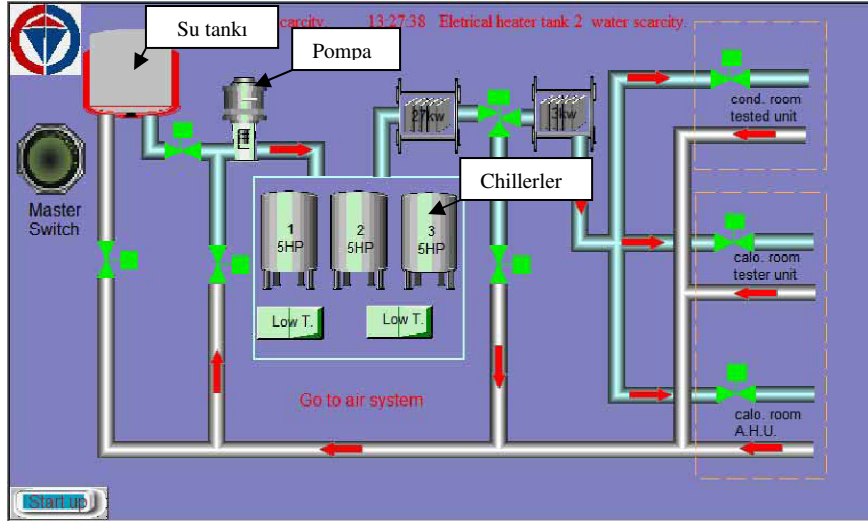 scarcity. 13:27:38 Eletrical heater tank 2 water scarcity.
Su tankı
Pompa
27kw
3kw
cond. room
tested unit
Chillerler
Master
Switch
1
5HP
2
5HP
3
5HP
calo. room
tester unit
Low T.
Low T.
Go to air system
calo. room
A.H.U.
Start up